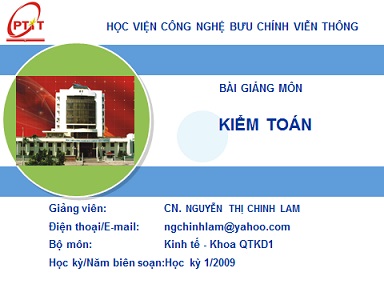 PTIT
HỌC VIỆN CÔNG NGHỆ BƯU CHÍNH VIỄN THÔNG
BÀI GIẢNG MÔN
KIỂM TOÁN
Giảng viên: CN. NGUYỄN THỊ CHINH LAM
Điện thoại/E-mail: ngchinhlam@yahoo.com
Bộ môn: Kinh tế - Khoa QTKD1
Học kỳ/Năm biên soạn:Học kỳ 1/2009